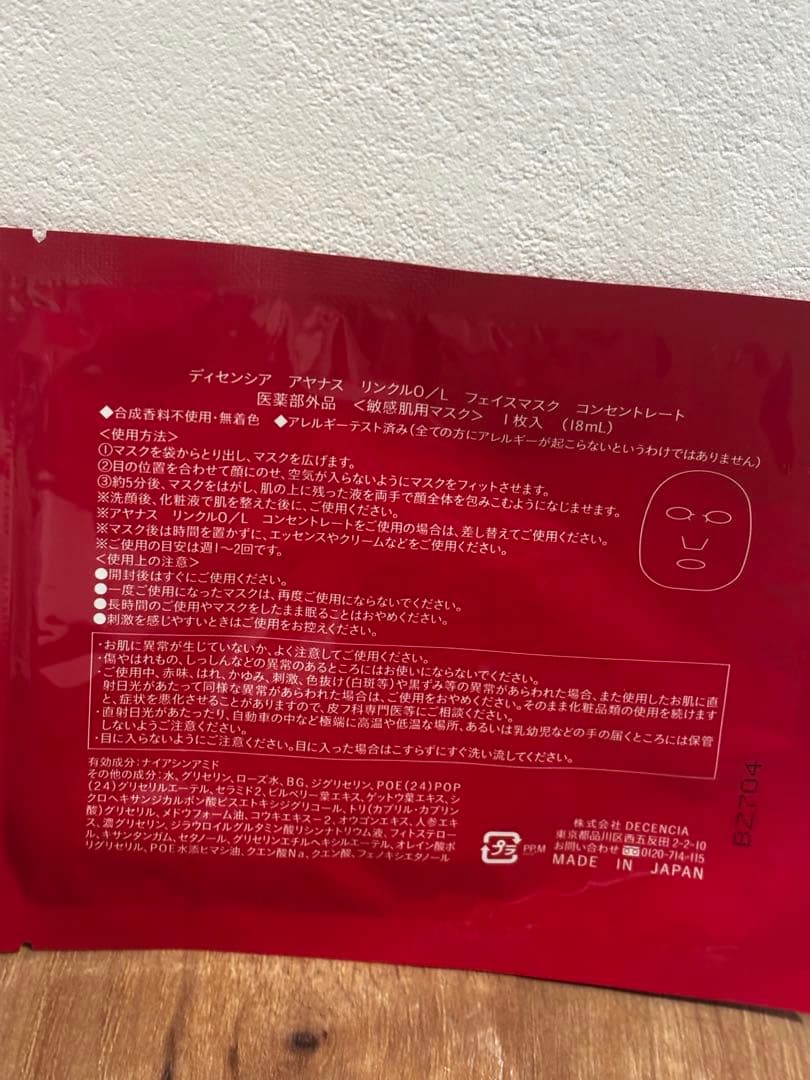 ディセンシア　アヤナス　リンクルO/L　フェイスマスク　コンセントレート
医薬部外品　＜敏感肌用マスク＞　1枚入　(18mL)
◆合成香料不使用・無着色　◆アレルギーテスト済み(全ての方にアレルギーが起こらないというわけではありません)
＜使用方法＞
①マスクを袋からとり出し、マスクを広げます。
②目の位置を合わせて顔にのせ、空気が入らないようにマスクをフィットさせます。
③約5分後、マスクをはがし、肌の上に残った液を両手で顔全体を包みこむようになじませます。
※洗顔後、化粧液で肌を整えた後に、ご使用ください。
※アヤナス　リンクルO/L　コンセントレートをご使用の場合は、差し替えてご使用ください。
※マスク後は時間を置かずに、エッセンスやクリームなどをご使用ください。
※ご使用の目安は週1～2回です。
＜使用上の注意＞
●開封後はすぐにご使用ください。
●一度ご使用になったマスクは、再度ご使用にならないでください。
●長時間のご使用やマスクをしたまま眠ることはおやめください。
●刺激を感じやすいときはご使用をお控えください。
・お肌に異常が生じていないか、よく注意してご使用ください。
・傷やはれもの、しっしんなどの異常のあるところにはお使いにならないでください。
・ご使用中、赤味、はれ、かゆみ、刺激、色抜け(白斑等)や黒ずみ等の異常があらわれた場合、また使用したお肌に直
射日光があたって同様な異常があらわれた場合は、ご使用をおやめください。そのまま化粧品類の使用を続けます
と、症状を悪化させることがありますので、皮フ科専門医等にご相談ください。
・直射日光があたったり、自動車の中など極端に高温や低温な場所、あるいは乳幼児などの手の届くところには保管
しないようご注意ください。
・目に入らないようにご注意ください。目に入った場合はこすらずにすぐ洗い流してください。
有効成分：ナイアシンアミド
その他の成分：水、グリセリン、ローズ水、BG、ジグリセリン、POE(24)POP
(24)グリセリルエーテル、セラミド2、ビルベリー葉エキス、ゲットウ葉エキス、シ
クロヘキサンジカルボン酸ビスエトキシジグリコール、トリ(カプリル・カプリン
酸)グリセリル、メドウフォーム油、コウキエキス-2、オウゴンエキス、人参エキ
ス、濃グリセリン、ジラウロイルグルタミン酸リシンナトリウム液、フィトステロー
ル、キサンタンガム、セタノール、グリセリンエチルヘキシルエーテル、オレイン酸ポ
リグリセリル、POE水添ヒマシ油、クエン酸Na、クエン酸、フェノキシエタノール
プラ PP,M
株式会社 DECENCIA
東京都品川区西五反田 2-2-10
お問い合わせ 0120-714-115
MADE IN JAPAN
B2704